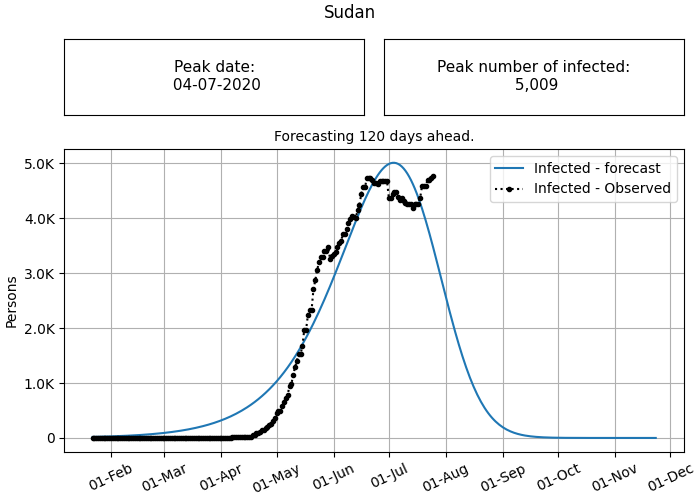 Sudan
Peak date:
04-07-2020
Peak number of infected:
5,009
Forecasting 120 days ahead.
Infected - forecast
Infected - Observed
Persons
5.0K
4.0K
3.0K
2.0K
1.0K
0
01-Feb
01-Mar
01-Apr
01-May
01-Jun
01-Jul
01-Aug
01-Sep
01-Oct
01-Nov
01-Dec